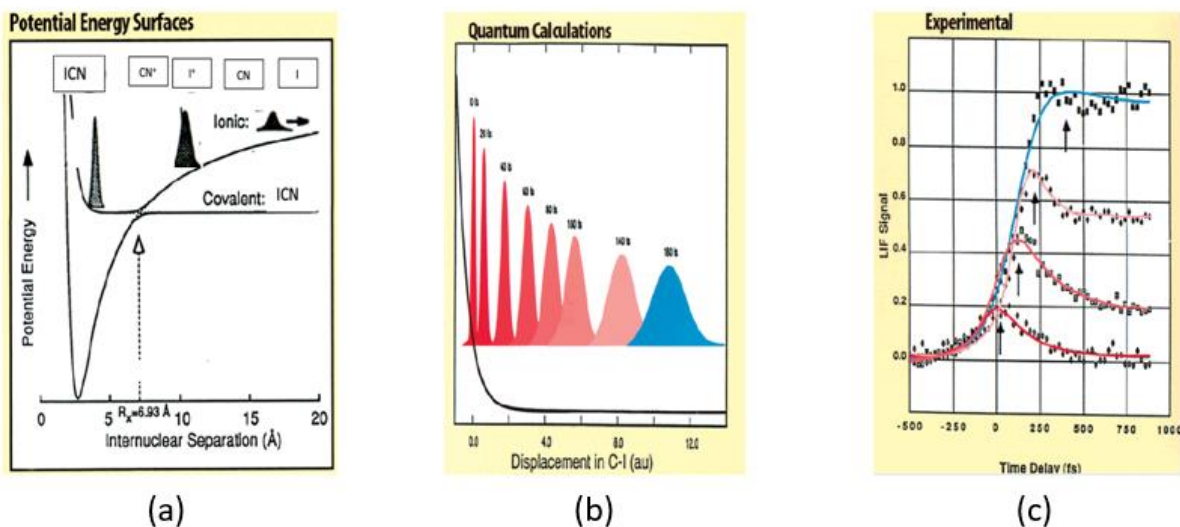 Potential Energy Surfaces
ICN
CN*
I*
CN
I
Ionic:
Covalent: ICN
Potential Energy
0 5 10 15 20
Rx=6.93 Å
Internuclear Separation (Å)
(a)
Quantum Calculations
0 fs
20 fs
40 fs
60 fs
80 fs
100 fs
140 fs
0.0 4.0 8.0 12.0
Displacement in C-I (au)
(b)
Experimental
1.0
0.8
0.6
0.4
0.2
0.0
LIF Signal
-500 -250 0 250 500 750 1000
Time Delay (fs)
(c)